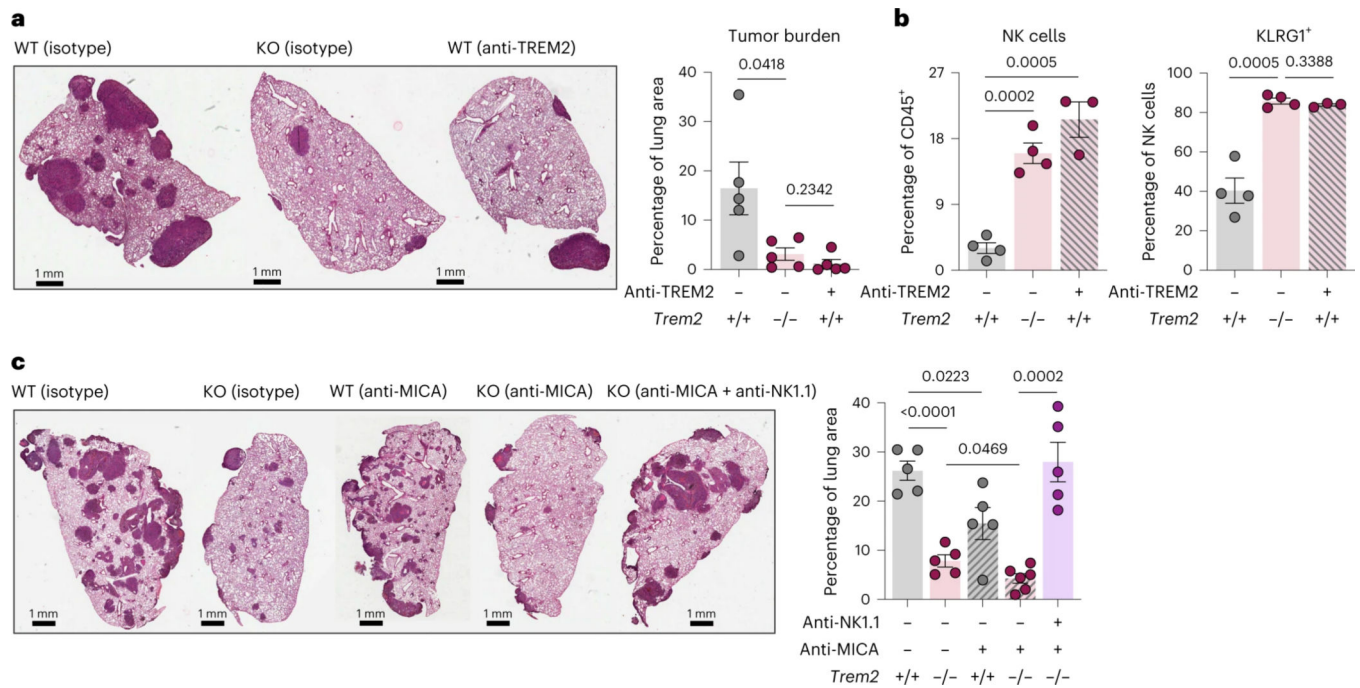 a
WT (isotype) KO (isotype) WT (anti-TREM2)
1 mm 1 mm 1 mm
Tumor burden
Percentage of lung area
40
30
20
10
0
0.0418
0.2342
Anti-TREM2 – – +
Trem2 +/+ –/– +/+
b
NK cells
Percentage of CD45+
27
18
9
0
0.0005
0.0002
Anti-TREM2 – – +
Trem2 +/+ –/– +/+
KLRG1+
Percentage of NK cells
100
80
60
40
20
0
0.0005 0.3388
Anti-TREM2 – – +
Trem2 +/+ –/– +/+
c
WT (isotype) KO (isotype) WT (anti-MICA) KO (anti-MICA) KO (anti-MICA + anti-NK1.1)
1 mm 1 mm 1 mm 1 mm 1 mm
Percentage of lung area
40
30
20
10
0
0.0223 0.0002
<0.0001
0.0469
Anti-NK1.1 – – – – +
Anti-MICA – – + + +
Trem2 +/+ –/– +/+ –/– –/–